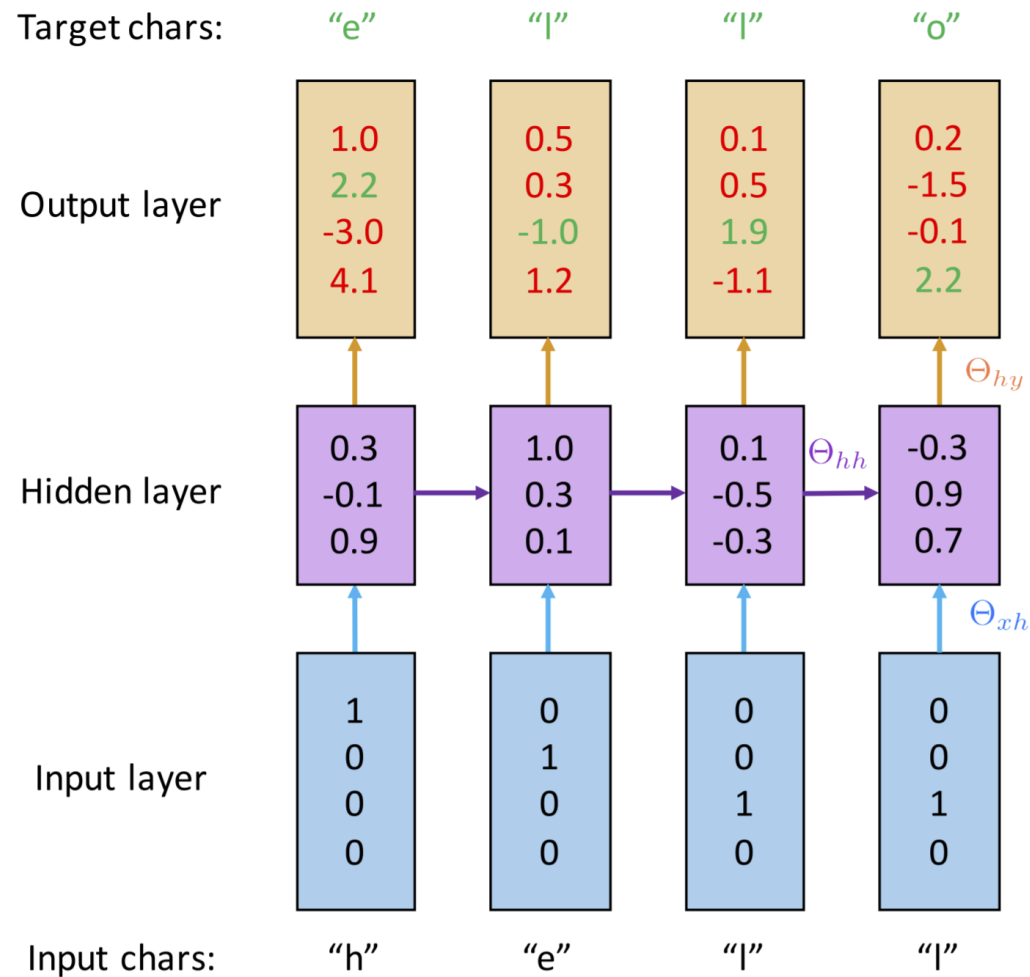 Target chars: “e” “l” “l” “o”
1.0 0.5 0.1 0.2
2.2 0.3 0.5 -1.5
Output layer
-3.0 -1.0 1.9 -0.1
4.1 1.2 -1.1 2.2
Θhy
0.3 1.0 0.1 Θhh -0.3
Hidden layer -0.1 0.3 -0.5 0.9
0.9 0.1 -0.3 0.7
Θxh
1 0 0 0
0 1 0 0
Input layer
0 0 1 1
0 0 0 0
Input chars: “h” “e” “l” “l”